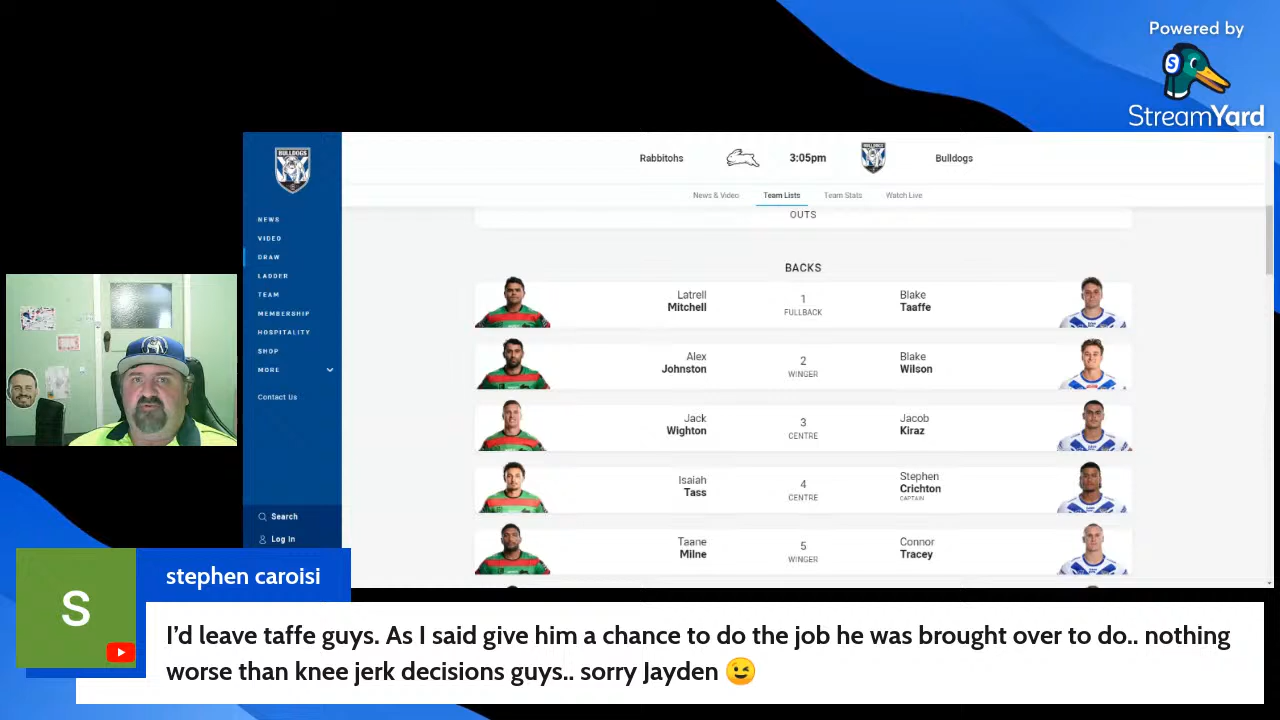 Powered by
StreamYard
BULLDOGS
Rabbitohs
3:05pm
Bulldogs
News & Video
Team Lists
Team Stats
Watch Live
NEWS
VIDEO
DRAW
LADDER
TEAM
MEMBERSHIP
HOSPITALITY
SHOP
MORE
Contact Us
Search
Log In
OUTS
BACKS
Latrell
Mitchell
1
FULLBACK
Blake
Taaffe
Alex
Johnston
2
WINGER
Blake
Wilson
Jack
Wighton
3
CENTRE
Jacob
Kiraz
Isaiah
Tass
4
CENTRE
Stephen
Crichton
CAPTAIN
Taane
Milne
5
WINGER
Connor
Tracey
S
stephen caroisi
I’d leave taffe guys. As I said give him a chance to do the job he was brought over to do.. nothing
worse than knee jerk decisions guys.. sorry Jayden 😉